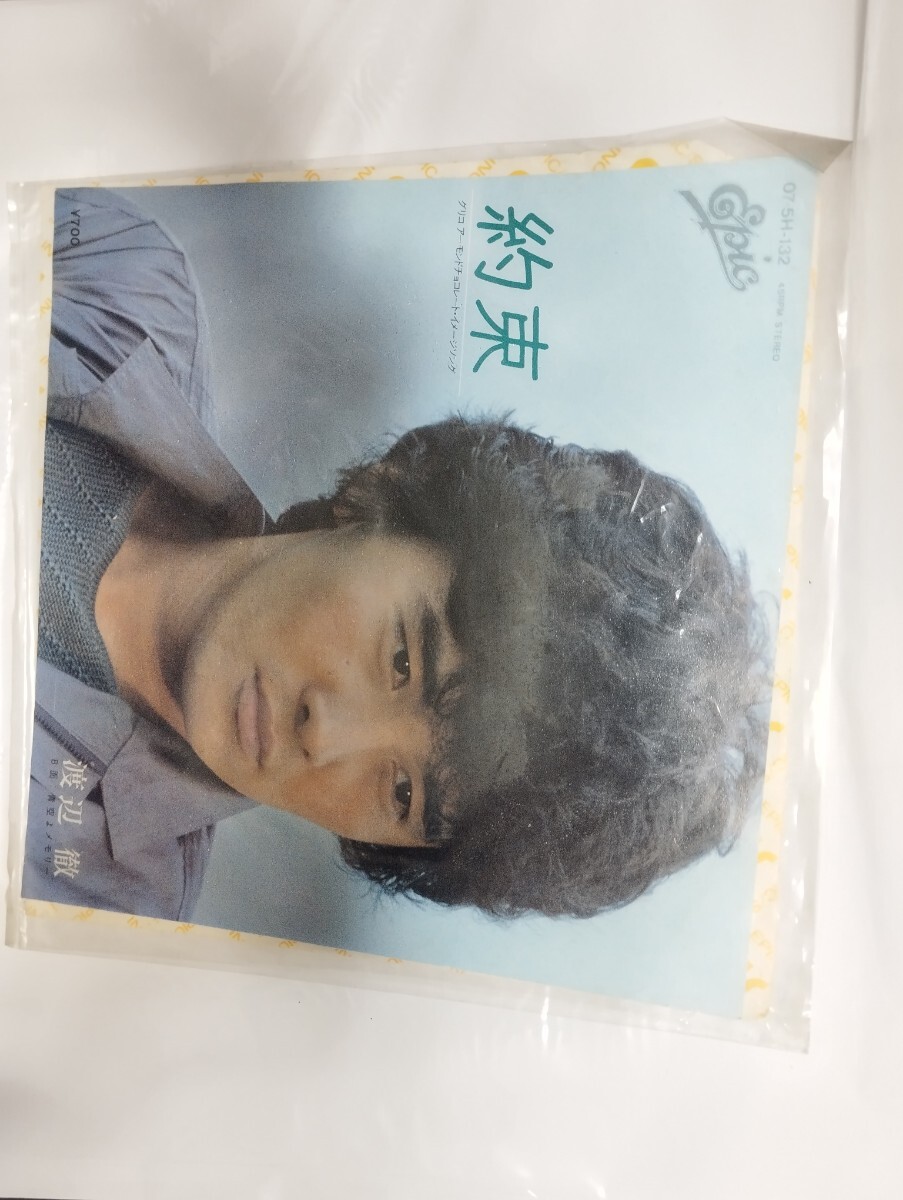 Epic
07・5H-132
45RPM STEREO
約束
グリコ アーモンドチョコレート・イメージソング
¥700
渡辺徹
B面 青空♪メモリー